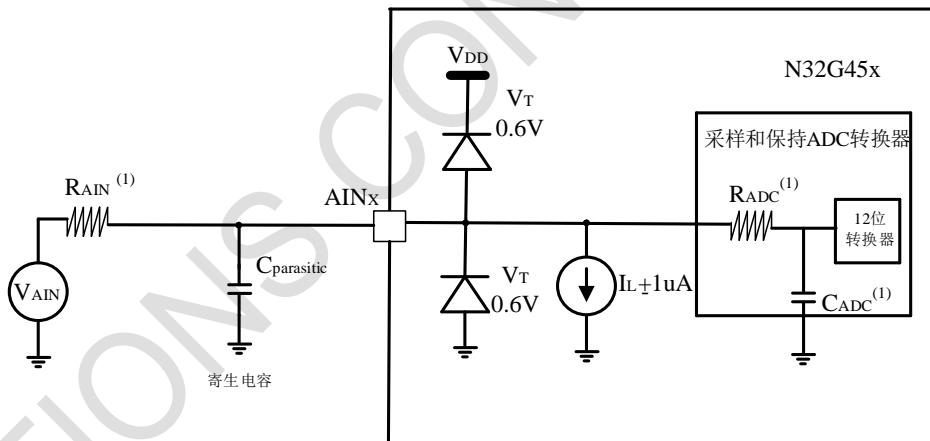 VDD
N32G45x
VT
0.6V
采样和保持ADC转换器
RAIN(1)
AINx
RADC(1)
12位
转换器
VAIN
Cparasitic
VT
0.6V
IL±1uA
CADC(1)
寄生电容
TIONS CON